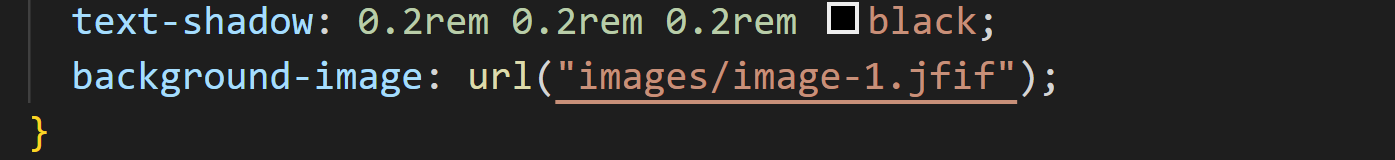 text-shadow: 0.2rem 0.2rem 0.2rem black;
background-image: url("images/image-1.jfif");
}